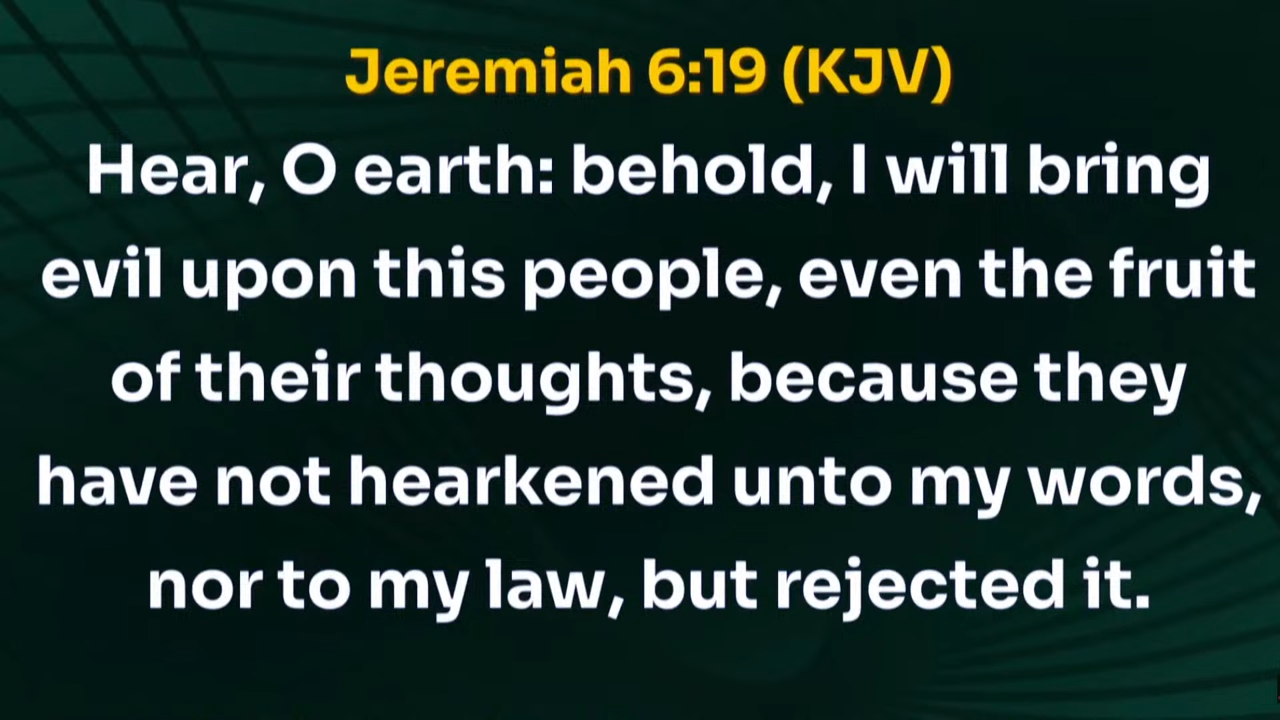 Jeremiah 6:19 (KJV)
Hear, O earth: behold, I will bring
evil upon this people, even the fruit
of their thoughts, because they
have not hearkened unto my words,
nor to my law, but rejected it.